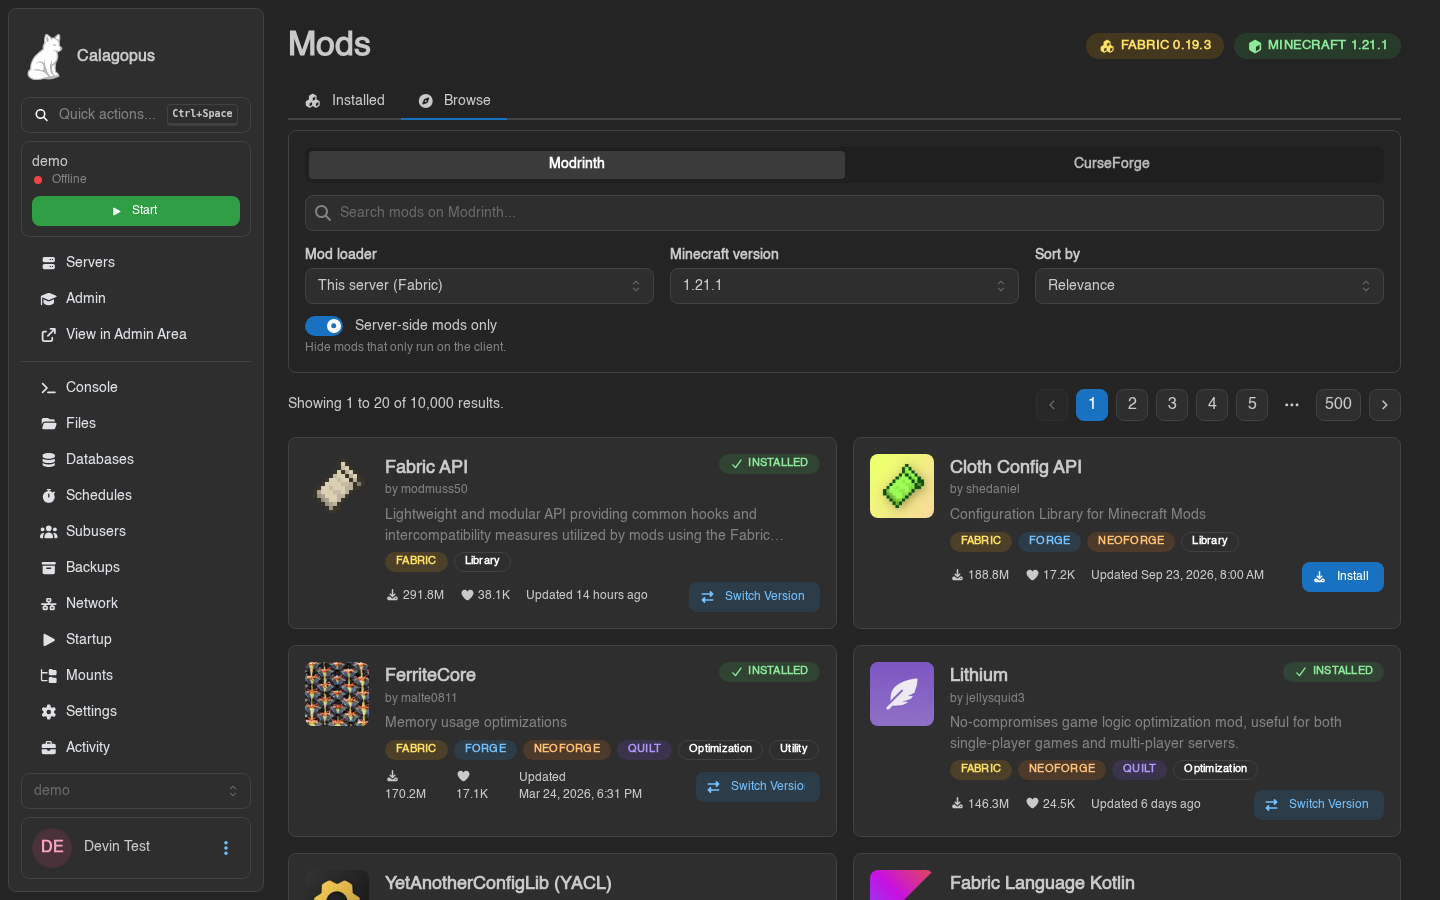 Calagopus
Quick actions... Ctrl+Space
demo
Offline
Start
Servers
Admin
View in Admin Area
Console
Files
Databases
Schedules
Subusers
Backups
Network
Startup
Mounts
Settings
Activity
demo
DE Devin Test
Mods
FABRIC 0.19.3 MINECRAFT 1.21.1
Installed Browse
Modrinth CurseForge
Search mods on Modrinth...
Mod loader Minecraft version Sort by
This server (Fabric) 1.21.1 Relevance
Server-side mods only
Hide mods that only run on the client.
Showing 1 to 20 of 10,000 results.
1 2 3 4 5 ... 500
Fabric API INSTALLED
by modmuss50
Lightweight and modular API providing common hooks and
intercompatibility measures utilized by mods using the Fabric...
FABRIC Library
291.8M 38.1K Updated 14 hours ago Switch Version
Cloth Config API
by shedaniel
Configuration Library for Minecraft Mods
FABRIC FORGE NEOFORGE Library
188.8M 17.2K Updated Sep 23, 2026, 8:00 AM Install
FerriteCore INSTALLED
by malte0811
Memory usage optimizations
FABRIC FORGE NEOFORGE QUILT Optimization Utility
170.2M 17.1K Updated
Mar 24, 2026, 6:31 PM Switch Version
Lithium INSTALLED
by jellysquid3
No-compromises game logic optimization mod, useful for both
single-player games and multi-player servers.
FABRIC NEOFORGE QUILT Optimization
146.3M 24.5K Updated 6 days ago Switch Version
YetAnotherConfigLib (YACL)
Fabric Language Kotlin